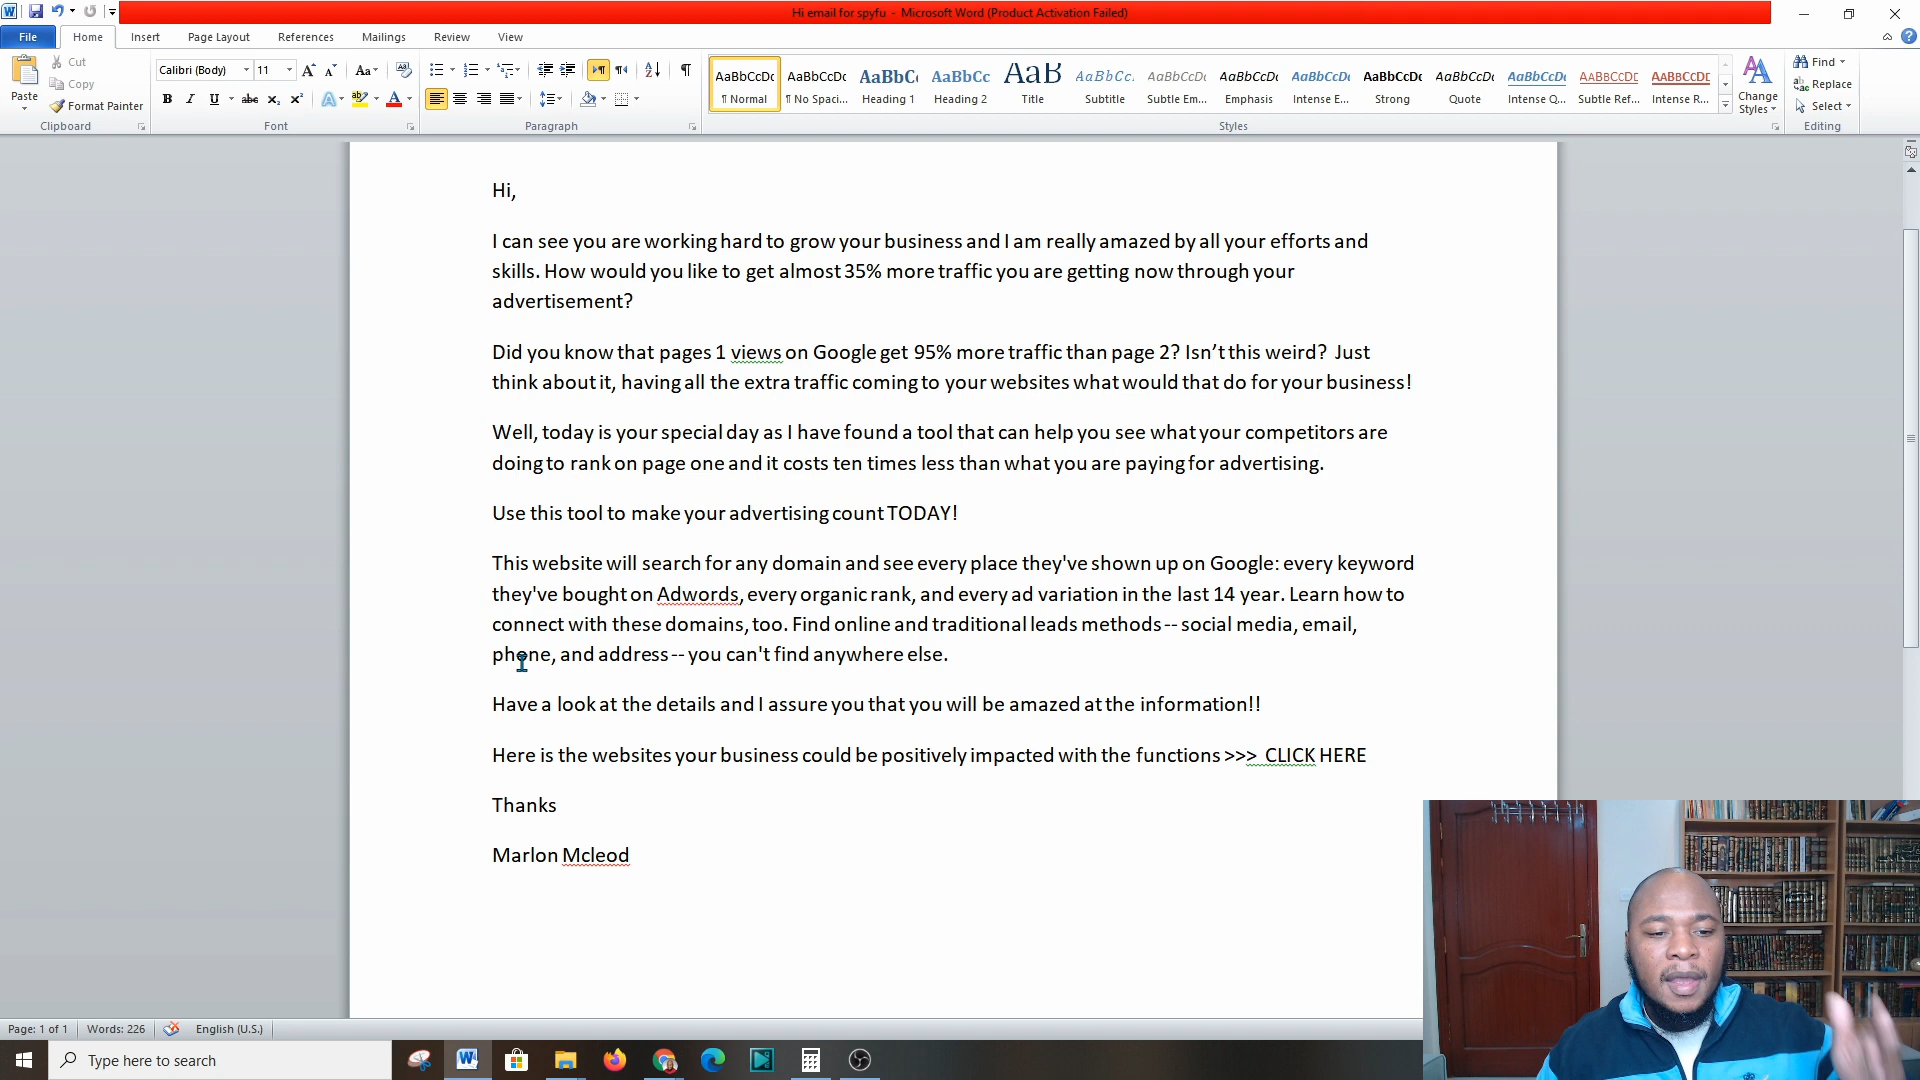 Hi email for spyfu - Microsoft Word (Product Activation Failed)
File Home Insert Page Layout References Mailings Review View
Paste
Cut
Copy
Format Painter
Clipboard
Calibri (Body) 11
Font
Paragraph
AaBbCcDc AaBbCcDc AaBbC AaBbCc AaB AaBbCc. AaBbCcDc AaBbCcDc AaBbCcDc AaBbCcDc AaBbCcDc AaBbCcDc AABBCCDE AABBCCDE
¶ Normal ¶ No Spaci... Heading 1 Heading 2 Title Subtitle Subtle Em... Emphasis Intense E... Strong Quote Intense Q... Subtle Ref... Intense R...
Styles
Change Styles
Find
Replace
Select
Editing
Hi,
I can see you are working hard to grow your business and I am really amazed by all your efforts and
skills. How would you like to get almost 35% more traffic you are getting now through your
advertisement?
Did you know that pages 1 views on Google get 95% more traffic than page 2? Isn’t this weird? Just
think about it, having all the extra traffic coming to your websites what would that do for your business!
Well, today is your special day as I have found a tool that can help you see what your competitors are
doing to rank on page one and it costs ten times less than what you are paying for advertising.
Use this tool to make your advertising count TODAY!
This website will search for any domain and see every place they've shown up on Google: every keyword
they've bought on Adwords, every organic rank, and every ad variation in the last 14 year. Learn how to
connect with these domains, too. Find online and traditional leads methods -- social media, email,
phone, and address -- you can't find anywhere else.
Have a look at the details and I assure you that you will be amazed at the information!!
Here is the websites your business could be positively impacted with the functions >>> CLICK HERE
Thanks
Marlon Mcleod
Page: 1 of 1 Words: 226 English (U.S.)
Type here to search